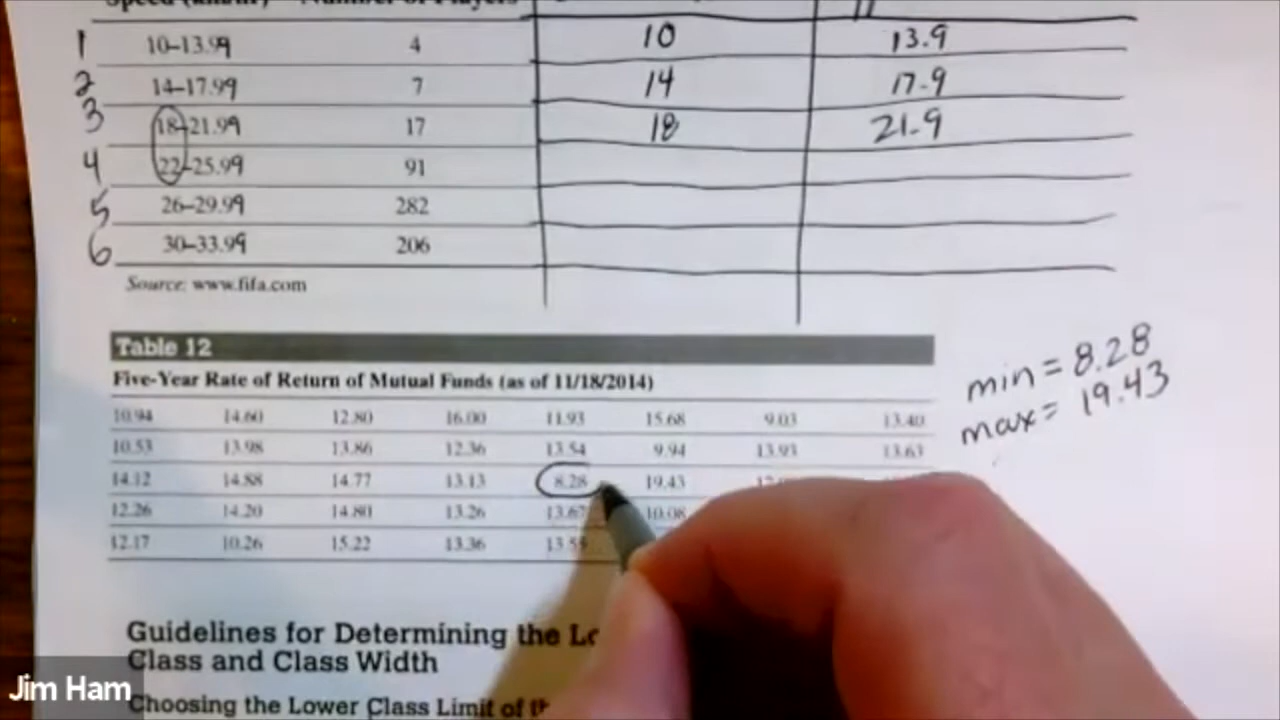 Speed Number of Players
1 10–13.99 4 10 13.9
2 14–17.99 7 14 17.9
3 18–21.99 17 18 21.9
4 22–25.99 91
5 26–29.99 282
6 30–33.99 206
Source: www.fifa.com
Table 12
Five-Year Rate of Return of Mutual Funds (as of 11/18/2014)
min = 8.28
max = 19.43
10.94 14.60 12.80 16.00 11.93 15.68 9.03 13.40
10.53 13.98 13.86 12.36 13.54 9.94 13.93 13.63
14.12 14.88 14.77 13.13 8.28 19.43
12.26 14.20 14.80 13.26 13.67 10.08
12.17 10.26 15.22 13.36
Guidelines for Determining the
Class and Class Width
Choosing the Lower Class Limit of
Jim Ham